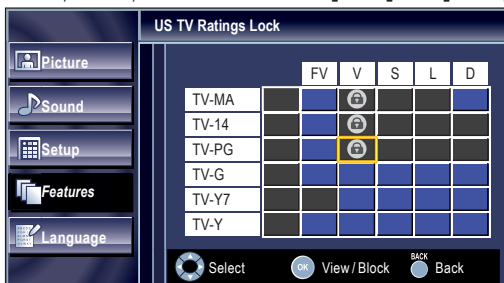 US TV Ratings Lock
Picture
Sound
Setup
Features
Language
FV V S L D
TV-MA
TV-14
TV-PG
TV-G
TV-Y7
TV-Y
Select
OK
View/Block
BACK
Back